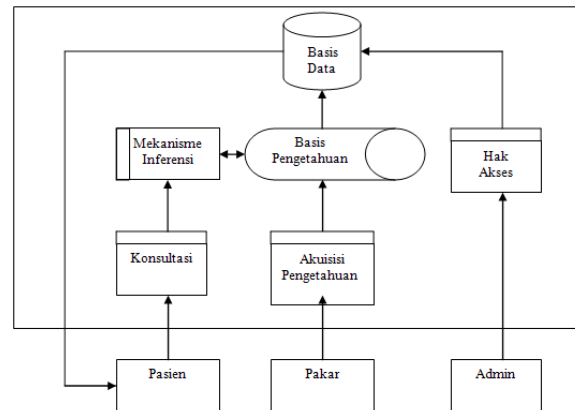 Basis
Data
Mekanisme
Inferensi
Basis
Pengetahuan
Hak
Akses
Konsultasi
Akuisisi
Pengetahuan
Pasien
Pakar
Admin